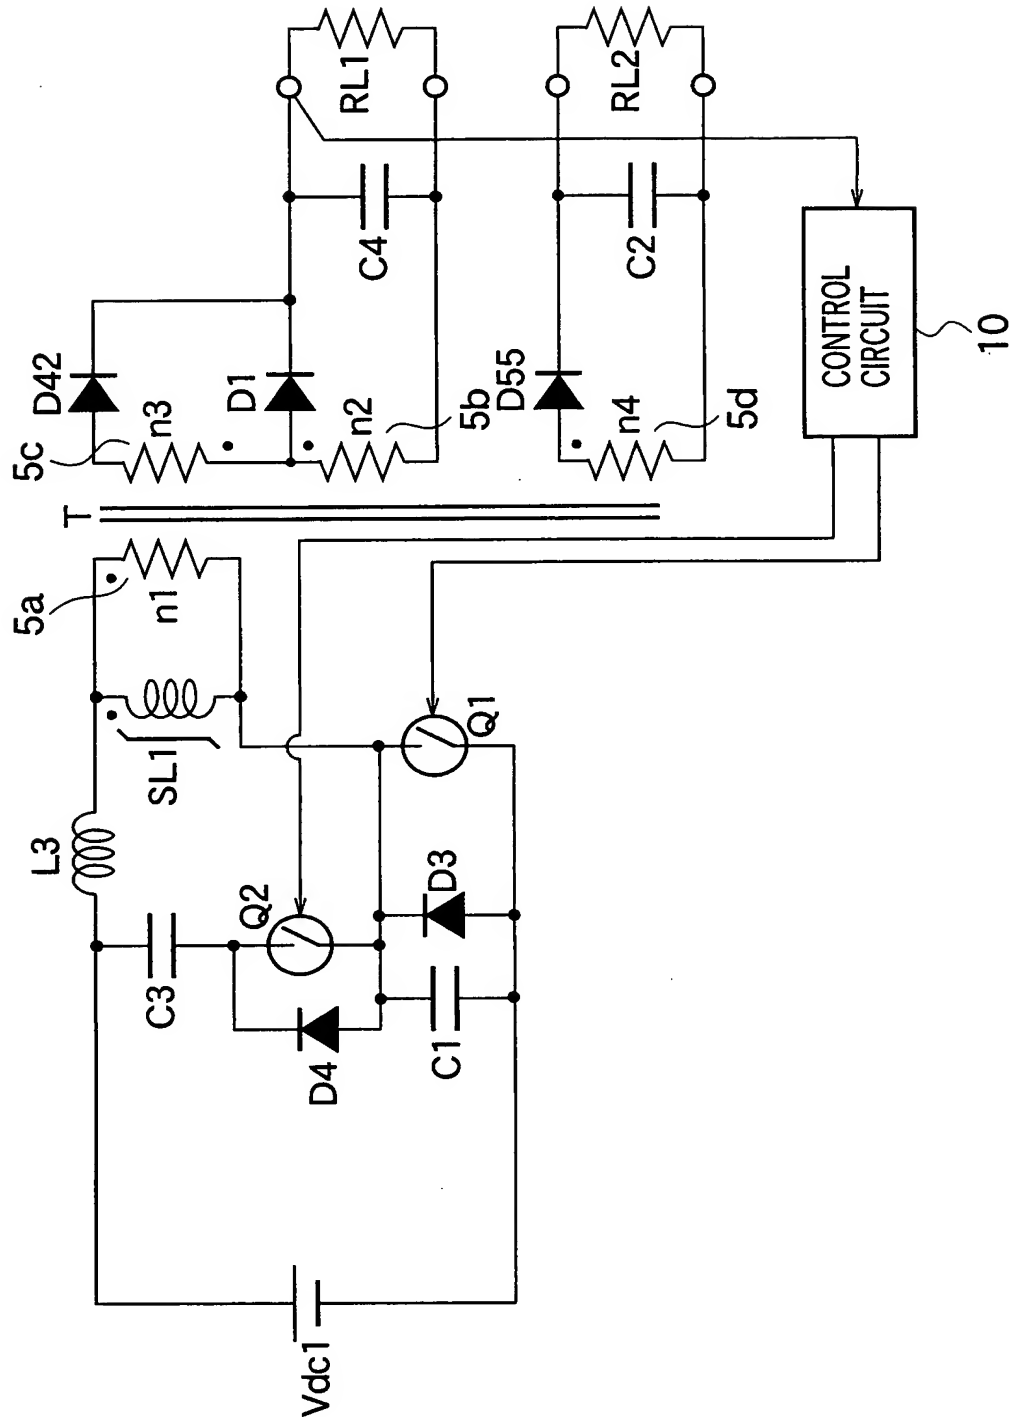 Vdc1
C3
L3
SL1
5a
n1
T
5c
n3
D42
D1
n2
5b
C4
RL1
D4
Q2
C1
D3
Q1
D55
n4
5d
C2
RL2
CONTROL
CIRCUIT
10